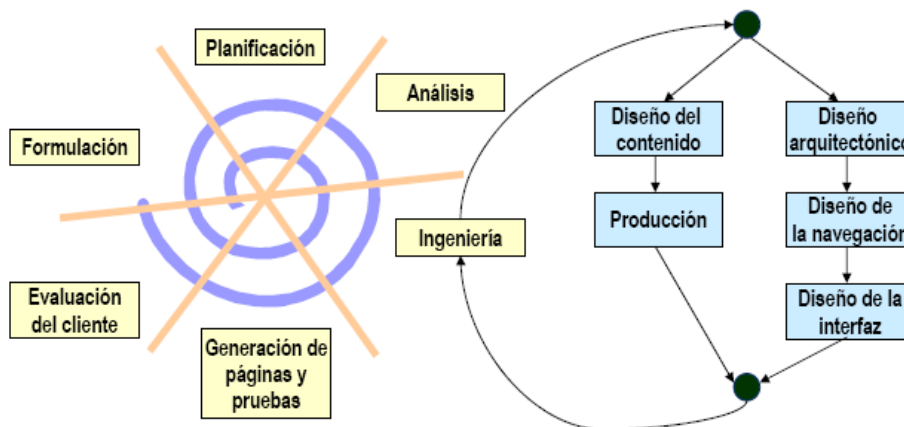 Planificación
Análisis
Formulación
Ingeniería
Evaluación
del cliente
Generación de
páginas y
pruebas
Diseño del
contenido
Producción
Diseño
arquitectónico
Diseño de
la navegación
Diseño de la
interfaz